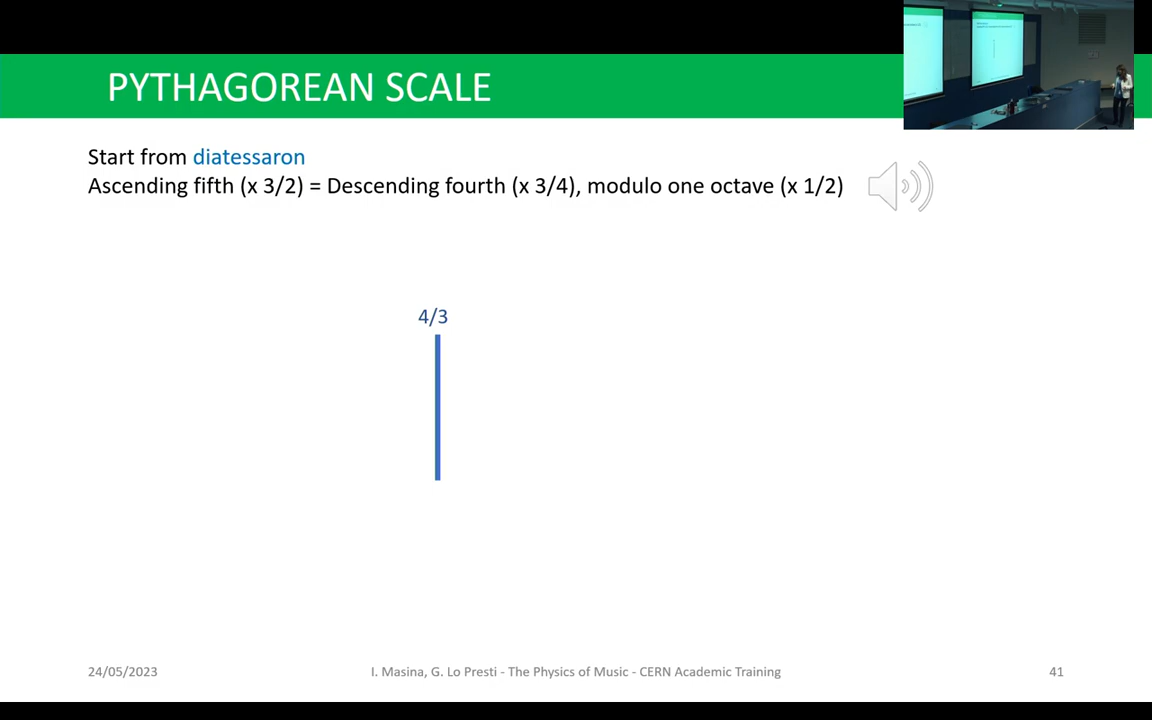 PYTHAGOREAN SCALE
Start from diatessaron
Ascending fifth (x 3/2) = Descending fourth (x 3/4), modulo one octave (x 1/2)
4/3
24/05/2023
I. Masina, G. Lo Presti - The Physics of Music - CERN Academic Training
41